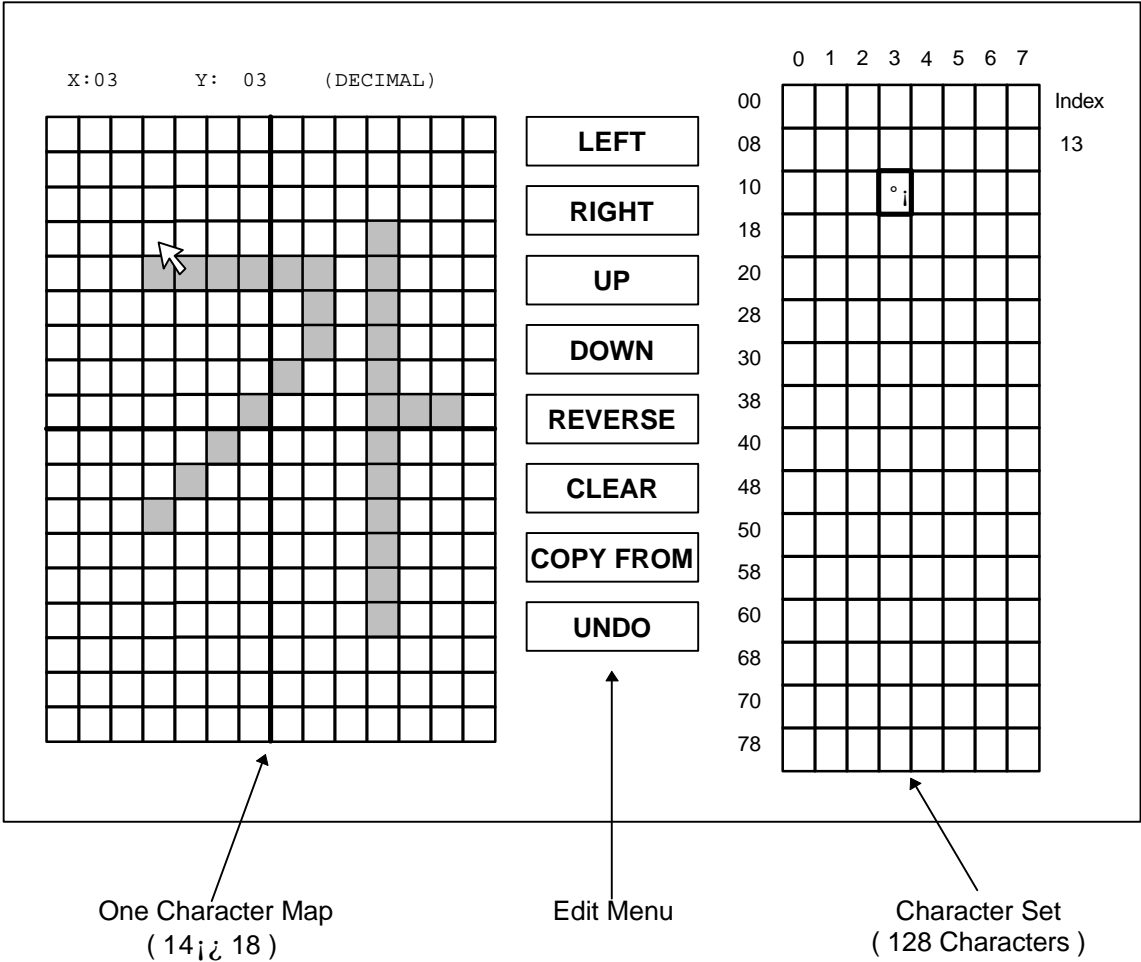 X:03 Y: 03 (DECIMAL)
LEFT
RIGHT
UP
DOWN
REVERSE
CLEAR
COPY FROM
UNDO
0 1 2 3 4 5 6 7
00
08
10
18
20
28
30
38
40
48
50
58
60
68
70
78
°¡
Index
13
One Character Map
( 14¡¿ 18 )
Edit Menu
Character Set
( 128 Characters )